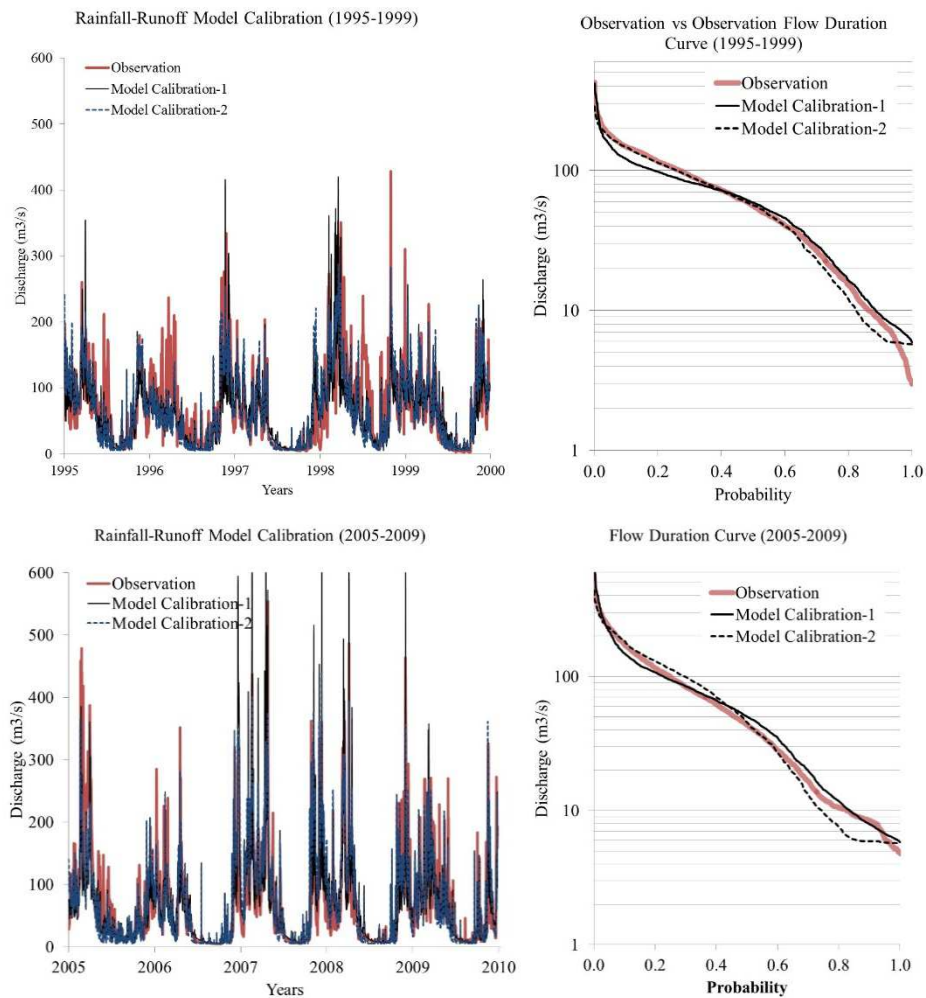 Rainfall-Runoff Model Calibration (1995-1999)
600
500
400
300
200
100
0
Discharge (m3/s)
Observation
Model Calibration-1
Model Calibration-2
1995
1996
1997
1998
1999
2000
Years
Observation vs Observation Flow Duration
Curve (1995-1999)
Observation
Model Calibration-1
Model Calibration-2
100
10
1
Discharge (m3/s)
0.0
0.2
0.4
0.6
0.8
1.0
Probability
Rainfall-Runoff Model Calibration (2005-2009)
600
500
400
300
200
100
0
Discharge (m3/s)
Observation
Model Calibration-1
Model Calibration-2
2005
2006
2007
2008
2009
2010
Years
Flow Duration Curve (2005-2009)
Observation
Model Calibration-1
Model Calibration-2
100
10
1
Discharge (m3/s)
0.0
0.2
0.4
0.6
0.8
1.0
Probability